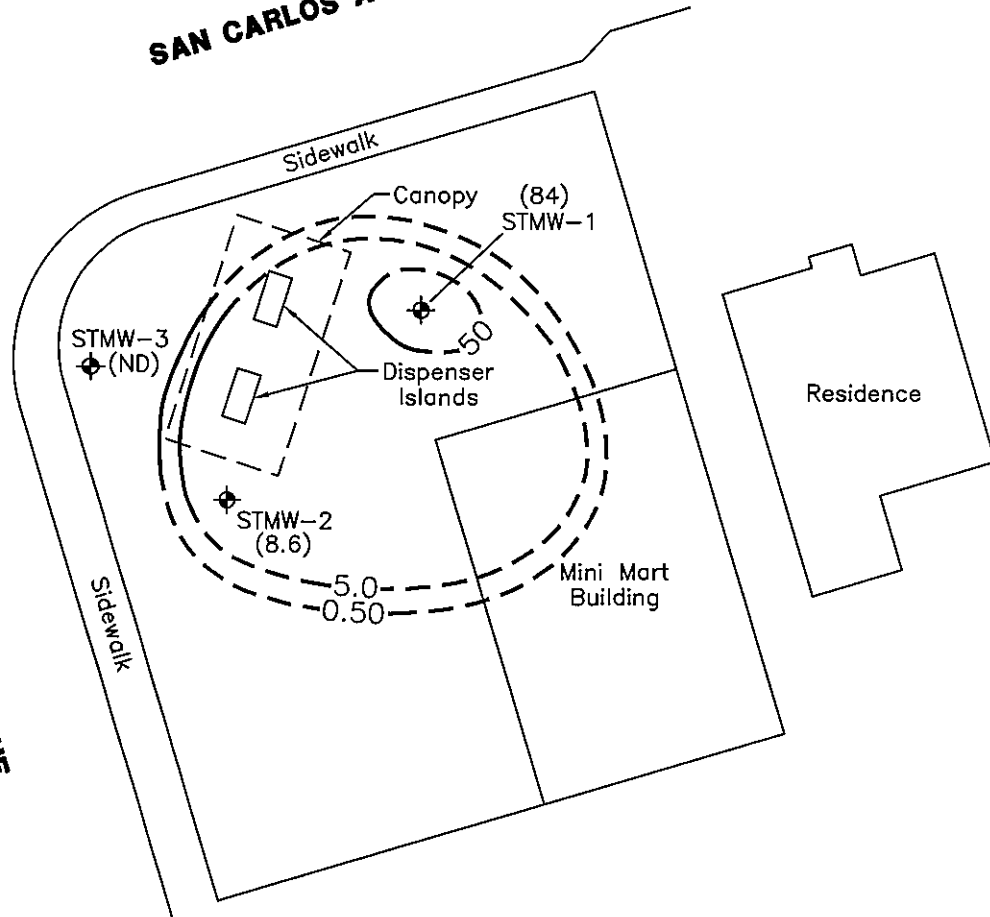 SAN CARLOS
Sidewalk
Canopy
(84)
STMW-1
50
STMW-3
(ND)
Dispenser
Islands
Residence
STMW-2
(8.6)
5.0
0.50
Mini Mart
Building
Sidewalk